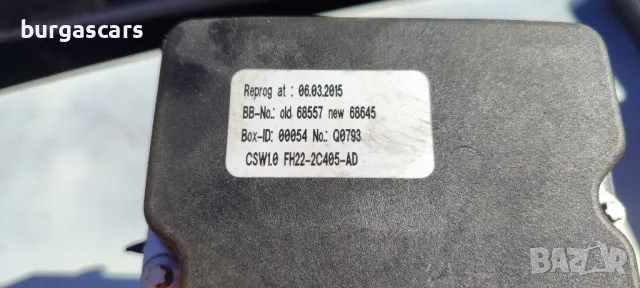 burgascars
Reprog at : 06.03.2015
BB-No.: old 68557 new 68645
Box-ID: 00054 No.: Q0793
CSW1.0 FH22-2C405-AD
BAZAR